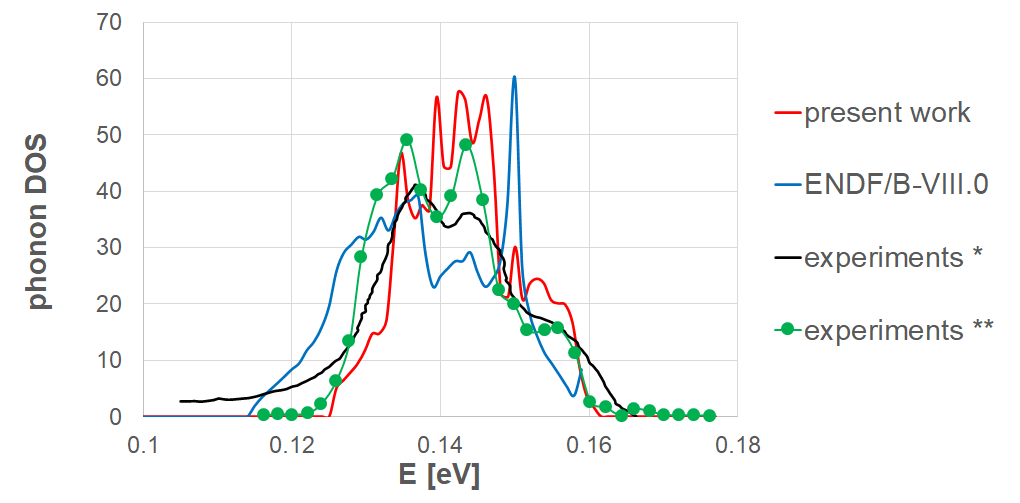 70
60
50
40
30
20
10
0
phonon DOS
0.1 0.12 0.14 0.16 0.18
E [eV]
present work
ENDF/B-VIII.0
experiments *
experiments **